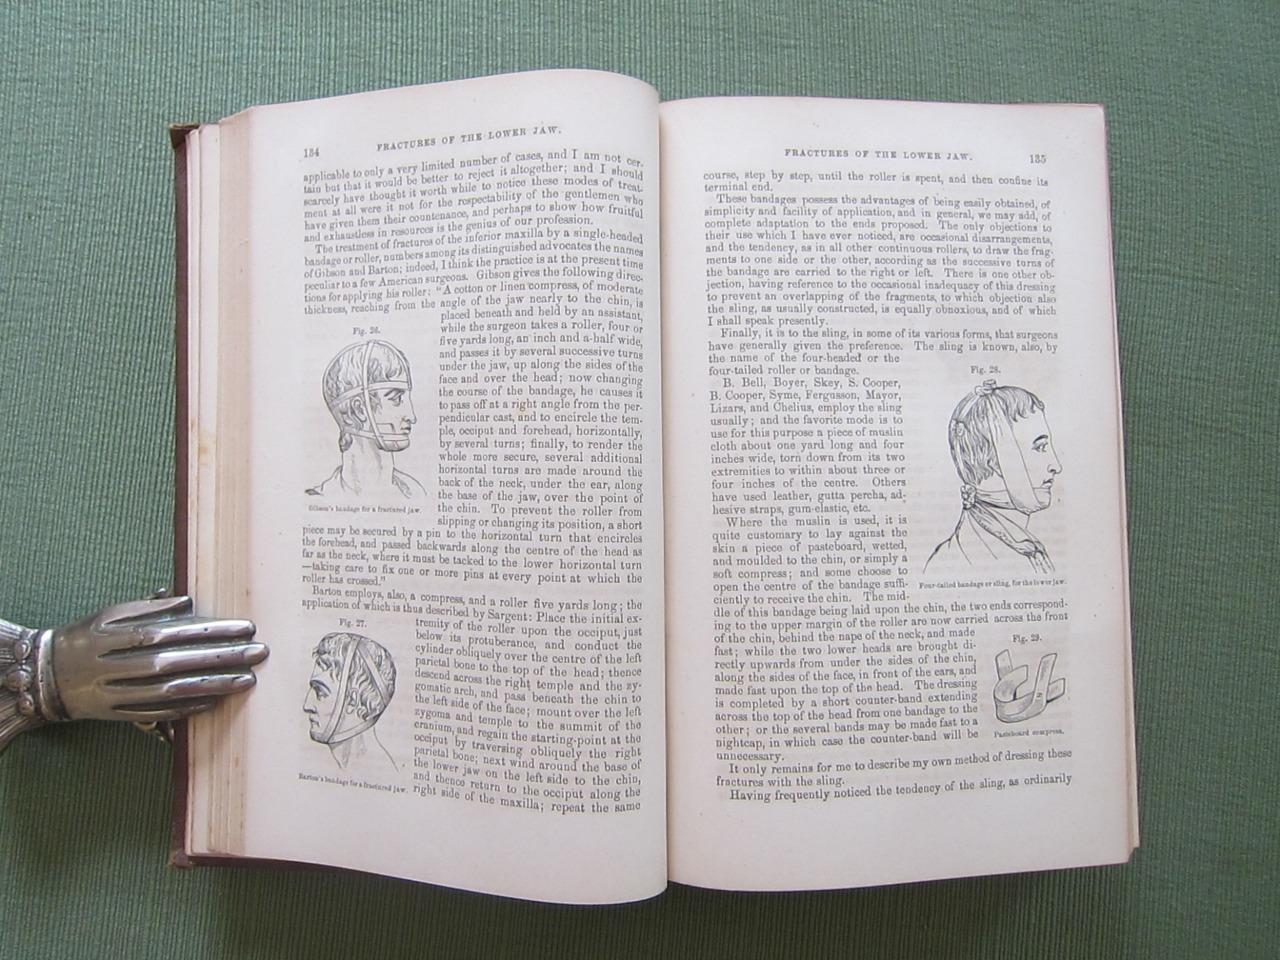 134
FRACTURES OF THE LOWER JAW.
applicable to only a very limited number of cases, and I am not cer-
tain but that it would be better to reject it altogether; and I should
scarcely have thought it worth while to notice these modes of treat-
ment at all were it not for the respectability of the gentlemen who
have given them their countenance, and perhaps to show how fruitful
and exhaustless in resources is the genius of our profession.
The treatment of fractures of the inferior maxilla by a single-headed
bandage or roller, numbers among its distinguished advocates the names
of Gibson and Barton; indeed, I think the practice is at the present time
peculiar to a few American surgeons. Gibson gives the following direc-
tions for applying his roller: "A cotton or linen compress, of moderate
thickness, reaching from the angle of the jaw nearly to the chin, is
placed beneath and held by an assistant,
while the surgeon takes a roller, four or
five yards long, an inch and a-half wide,
and passes it by several successive turns
under the jaw, up along the sides of the
face and over the head; now changing
the course of the bandage, he causes it
to pass off at a right angle from the per-
pendicular cast, and to encircle the tem-
ple, occiput and forehead, horizontally,
by several turns; finally, to render the
whole more secure, several additional
horizontal turns are made around the
back of the neck, under the ear, along
the base of the jaw, over the point of
the chin. To prevent the roller from
slipping or changing its position, a short
Fig. 26.
Gibson's bandage for a fractured jaw.
piece may be secured by a pin to the horizontal turn that encircles
the forehead, and passed backwards along the centre of the head as
far as the neck, where it must be tacked to the lower horizontal turn
—taking care to fix one or more pins at every point at which the
roller has crossed."
Barton employs, also, a compress, and a roller five yards long; the
application of which is thus described by Sargent: Place the initial ex-
tremity of the roller upon the occiput, just
below its protuberance, and conduct the
cylinder obliquely over the centre of the left
parietal bone to the top of the head; thence
descend across the right temple and the zy-
gomatic arch, and pass beneath the chin to
the left side of the face; mount over the left
zygoma and temple to the summit of the
cranium, and regain the starting-point at the
occiput by traversing obliquely the right
parietal bone; next wind around the base of
the lower jaw on the left side to the chin,
and thence return to the occiput along the
right side of the maxilla; repeat the same
Fig. 27.
Barton's bandage for a fractured jaw.
FRACTURES OF THE LOWER JAW.
135
course, step by step, until the roller is spent, and then confine its
terminal end.
These bandages possess the advantages of being easily obtained, of
simplicity and facility of application, and in general, we may add, of
complete adaptation to the ends proposed. The only objections to
their use which I have ever noticed, are occasional disarrangements,
and the tendency, as in all other continuous rollers, to draw the frag-
ments to one side or the other, according as the successive turns of
the bandage are carried to the right or left. There is one other ob-
jection, having reference to the occasional inadequacy of this dressing
to prevent an overlapping of the fragments, to which objection also
the sling, as usually constructed, is equally obnoxious, and of which
I shall speak presently.
Finally, it is to the sling, in some of its various forms, that surgeons
have generally given the preference. The sling is known, also, by
the name of the four-headed or the
four-tailed roller or bandage.
B. Bell, Boyer, Skey, S. Cooper,
B. Cooper, Syme, Fergusson, Mayor,
Lizars, and Chelius, employ the sling
usually; and the favorite mode is to
use for this purpose a piece of muslin
cloth about one yard long and four
inches wide, torn down from its two
extremities to within about three or
four inches of the centre. Others
have used leather, gutta percha, ad-
hesive straps, gum-elastic, etc.
Where the muslin is used, it is
quite customary to lay against the
skin a piece of pasteboard, wetted,
and moulded to the chin, or simply a
soft compress; and some choose to
open the centre of the bandage suffi-
ciently to receive the chin. The mid-
Fig. 28.
Four-tailed bandage or sling, for the lower jaw.
dle of this bandage being laid upon the chin, the two ends correspond-
ing to the upper margin of the roller are now carried across the front
of the chin, behind the nape of the neck, and made
fast; while the two lower heads are brought di-
rectly upwards from under the sides of the chin,
along the sides of the face, in front of the ears, and
made fast upon the top of the head. The dressing
is completed by a short counter-band extending
across the top of the head from one bandage to the
other; or the several bands may be made fast to a
nightcap, in which case the counter-band will be
unnecessary.
Fig. 29.
Pasteboard compress.
It only remains for me to describe my own method of dressing these
fractures with the sling.
Having frequently noticed the tendency of the sling, as ordinarily